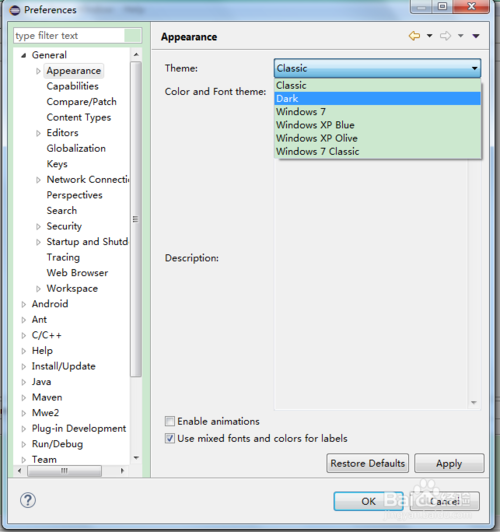 Preferences
type filter text
General
Appearance
Capabilities
Compare/Patch
Content Types
Editors
Globalization
Keys
Network Connectio
Perspectives
Search
Security
Startup and Shutd
Tracing
Web Browser
Workspace
Android
Ant
C/C++
Help
Install/Update
Java
Maven
Mwe2
Plug-in Development
Run/Debug
Team
Appearance
Theme:
Classic
Color and Font theme:
Classic
Dark
Windows 7
Windows XP Blue
Windows XP Olive
Windows 7 Classic
Description:
Enable animations
Use mixed fonts and colors for labels
Restore Defaults
Apply
OK
Cancel